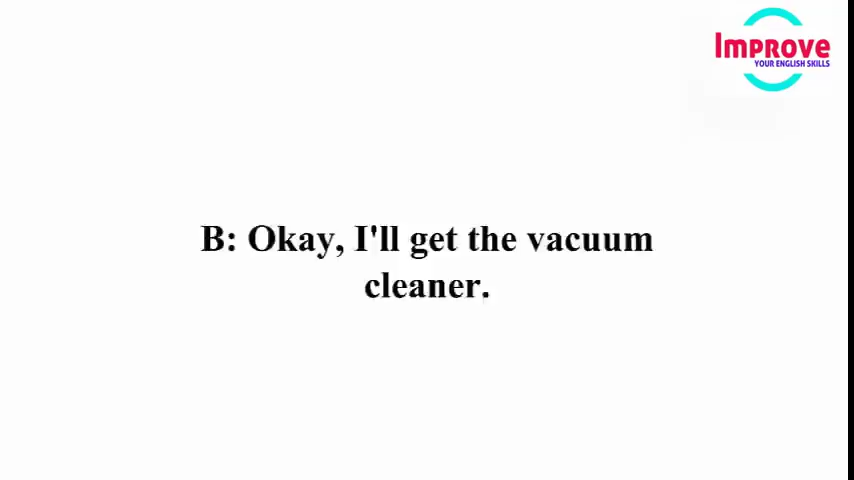 Improve
YOUR ENGLISH SKILLS
B: Okay, I'll get the vacuum
cleaner.